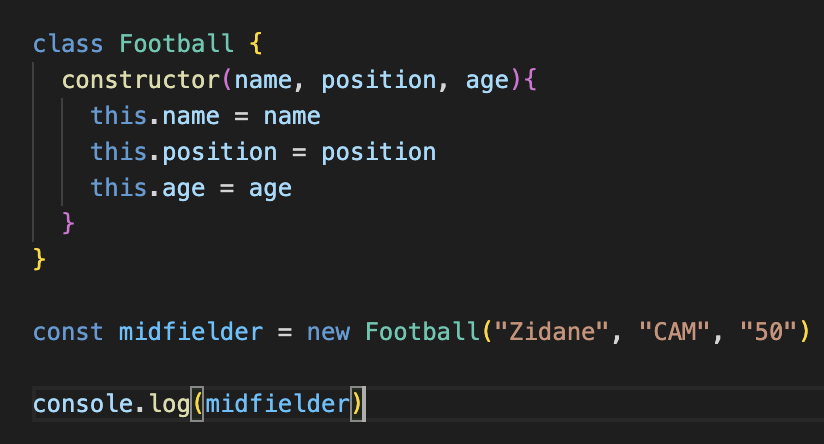 class Football {
constructor(name, position, age){
this.name = name
this.position = position
this.age = age
}
}
const midfielder = new Football("Zidane", "CAM", "50")
console.log(midfielder)